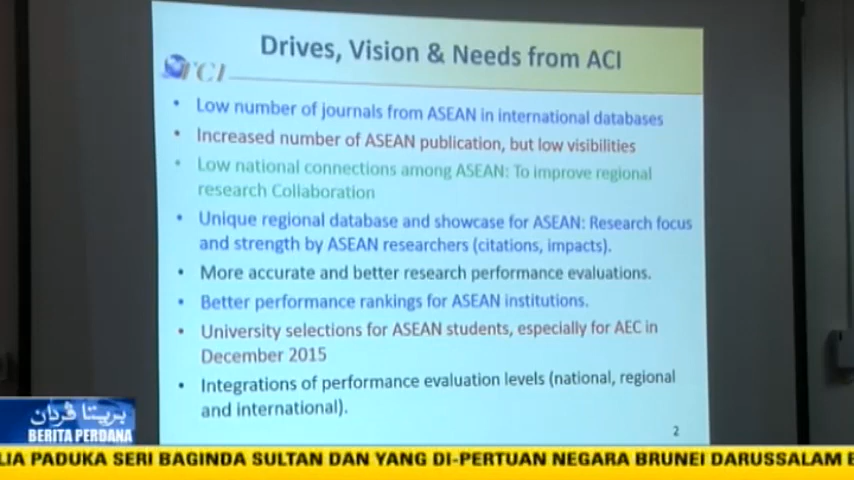 Drives, Vision & Needs from ACI
TCI
• Low number of journals from ASEAN in international databases
• Increased number of ASEAN publication, but low visibilities
• Low national connections among ASEAN: To improve regional
research Collaboration
• Unique regional database and showcase for ASEAN: Research focus
and strength by ASEAN researchers (citations, impacts).
• More accurate and better research performance evaluations.
• Better performance rankings for ASEAN institutions.
• University selections for ASEAN students, especially for AEC in
December 2015
• Integrations of performance evaluation levels (national, regional
and international).
2
بريتا ڤردان
BERITA PERDANA
LIA PADUKA SERI BAGINDA SULTAN DAN YANG DI-PERTUAN NEGARA BRUNEI DARUSSALAM